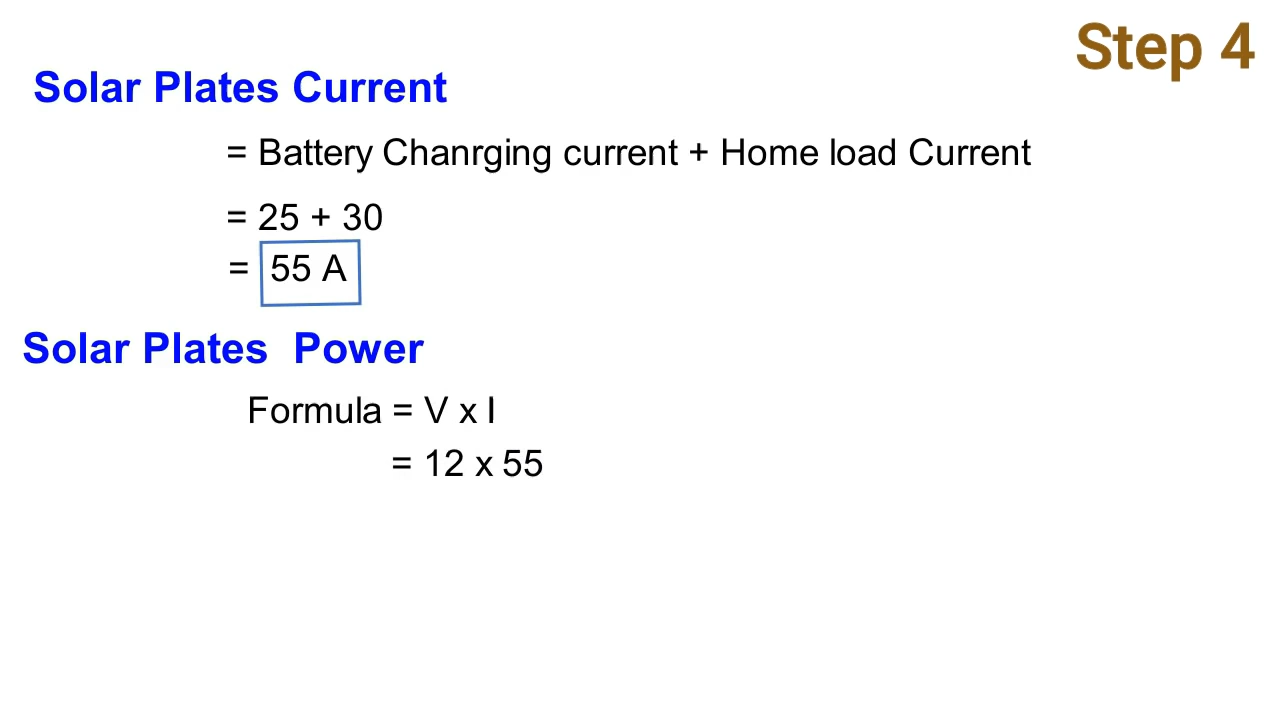 Step 4
Solar Plates Current
= Battery Chanrging current + Home load Current
= 25 + 30
= 55 A
Solar Plates Power
Formula = V x I
= 12 x 55